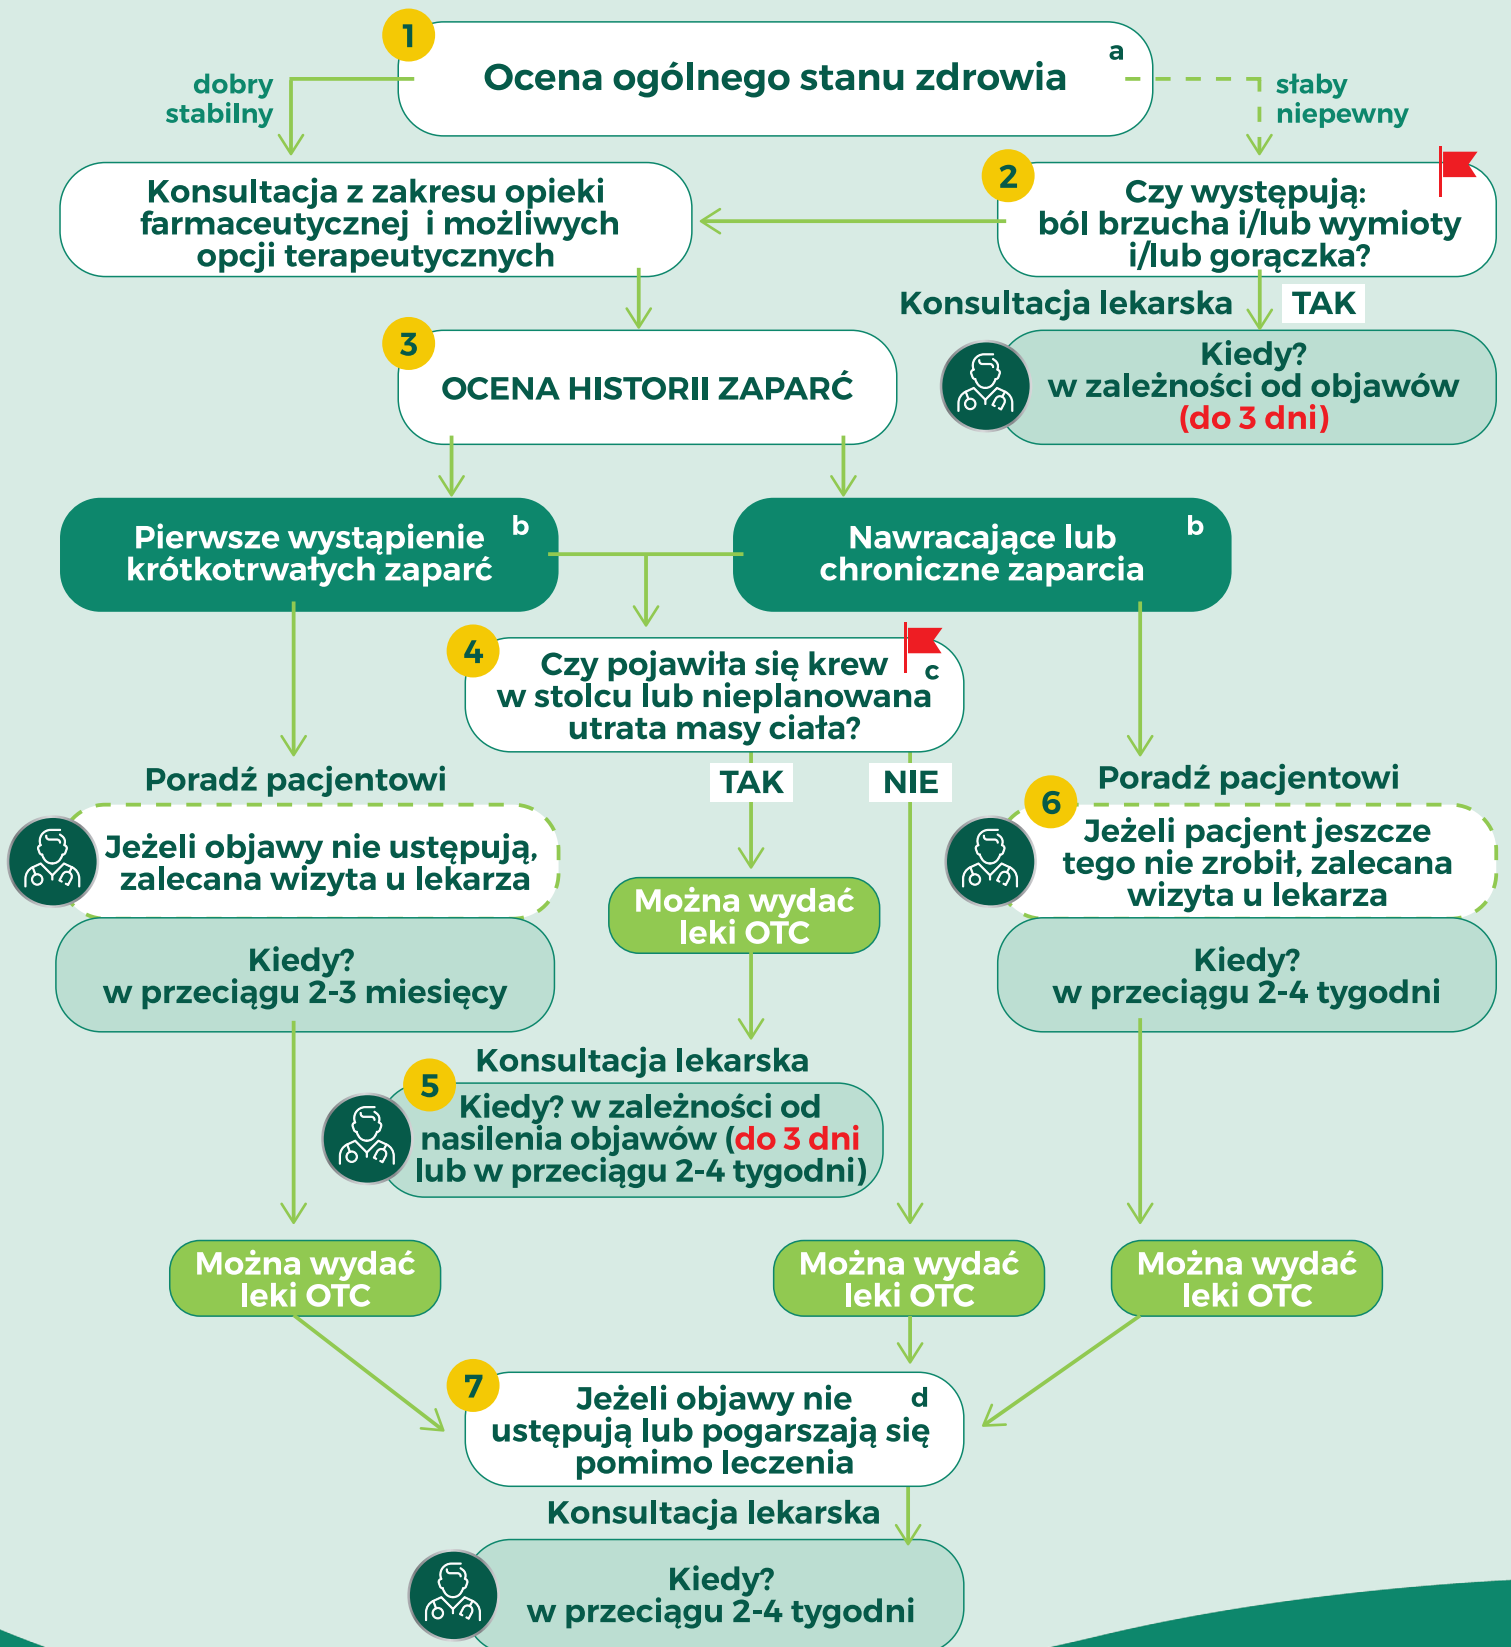 1
Ocena ogólnego stanu zdrowia
a
dobry
stabilny
słaby
niepewny
Konsultacja z zakresu opieki
farmaceutycznej i możliwych
opcji terapeutycznych
2
Czy występują:
ból brzucha i/lub wymioty
i/lub gorączka?
Konsultacja lekarska
TAK
Kiedy?
w zależności od objawów
(do 3 dni)
3
OCENA HISTORII ZAPARĆ
Pierwsze wystąpienie
krótkotrwałych zaparć
b
Nawracające lub
chroniczne zaparcia
b
4
Czy pojawiła się krew
w stolcu lub nieplanowana
utrata masy ciała?
c
TAK
NIE
Poradź pacjentowi
Jeżeli objawy nie ustępują,
zalecana wizyta u lekarza
Kiedy?
w przeciągu 2-3 miesięcy
Można wydać
leki OTC
Poradź pacjentowi
6
Jeżeli pacjent jeszcze
tego nie zrobił, zalecana
wizyta u lekarza
Kiedy?
w przeciągu 2-4 tygodni
Konsultacja lekarska
5
Kiedy? w zależności od
nasilenia objawów (do 3 dni
lub w przeciągu 2-4 tygodni)
Można wydać
leki OTC
Można wydać
leki OTC
Można wydać
leki OTC
7
Jeżeli objawy nie
ustępują lub pogarszają się
pomimo leczenia
d
Konsultacja lekarska
Kiedy?
w przeciągu 2-4 tygodni